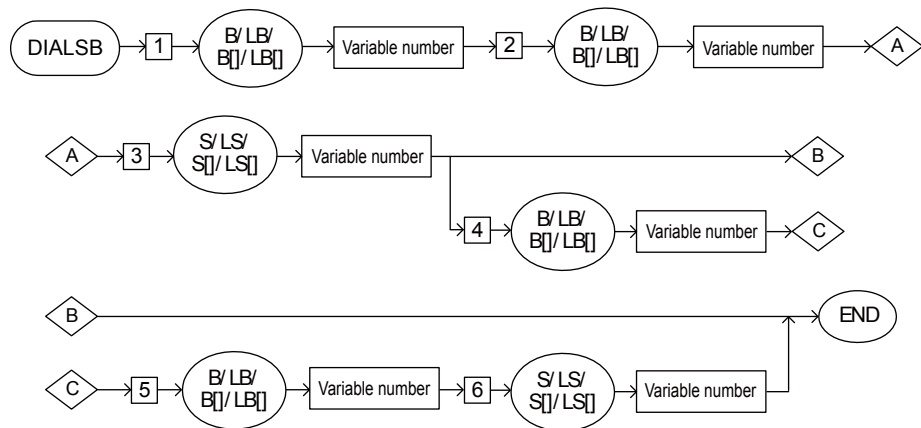 DIALSB
1
B/ LB/
B[]/ LB[]
Variable number
2
B/ LB/
B[]/ LB[]
Variable number
A
A
3
S/ LS/
S[]/ LS[]
Variable number
B
4
B/ LB/
B[]/ LB[]
Variable number
C
B
END
C
5
B/ LB/
B[]/ LB[]
Variable number
6
S/ LS/
S[]/ LS[]
Variable number